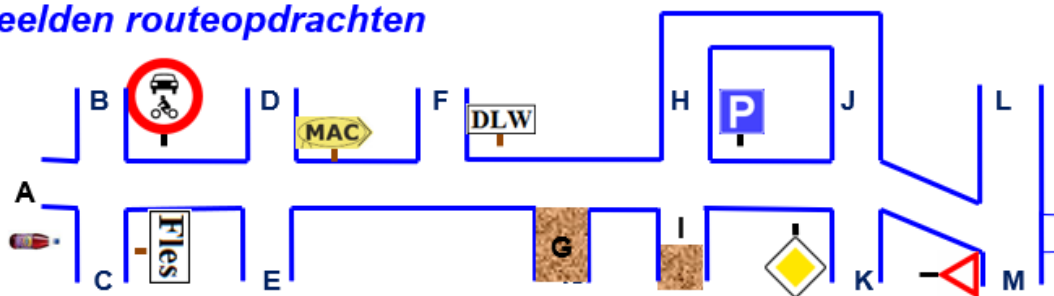 eelden routeopdrachten
B D F H J L
MAC DLW P
A
Fles G I
C E K M